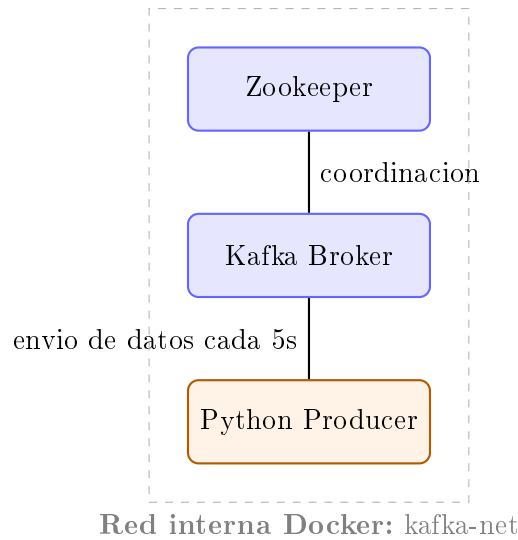 Zookeeper
coordinacion
Kafka Broker
envio de datos cada 5s
Python Producer
Red interna Docker: kafka-net